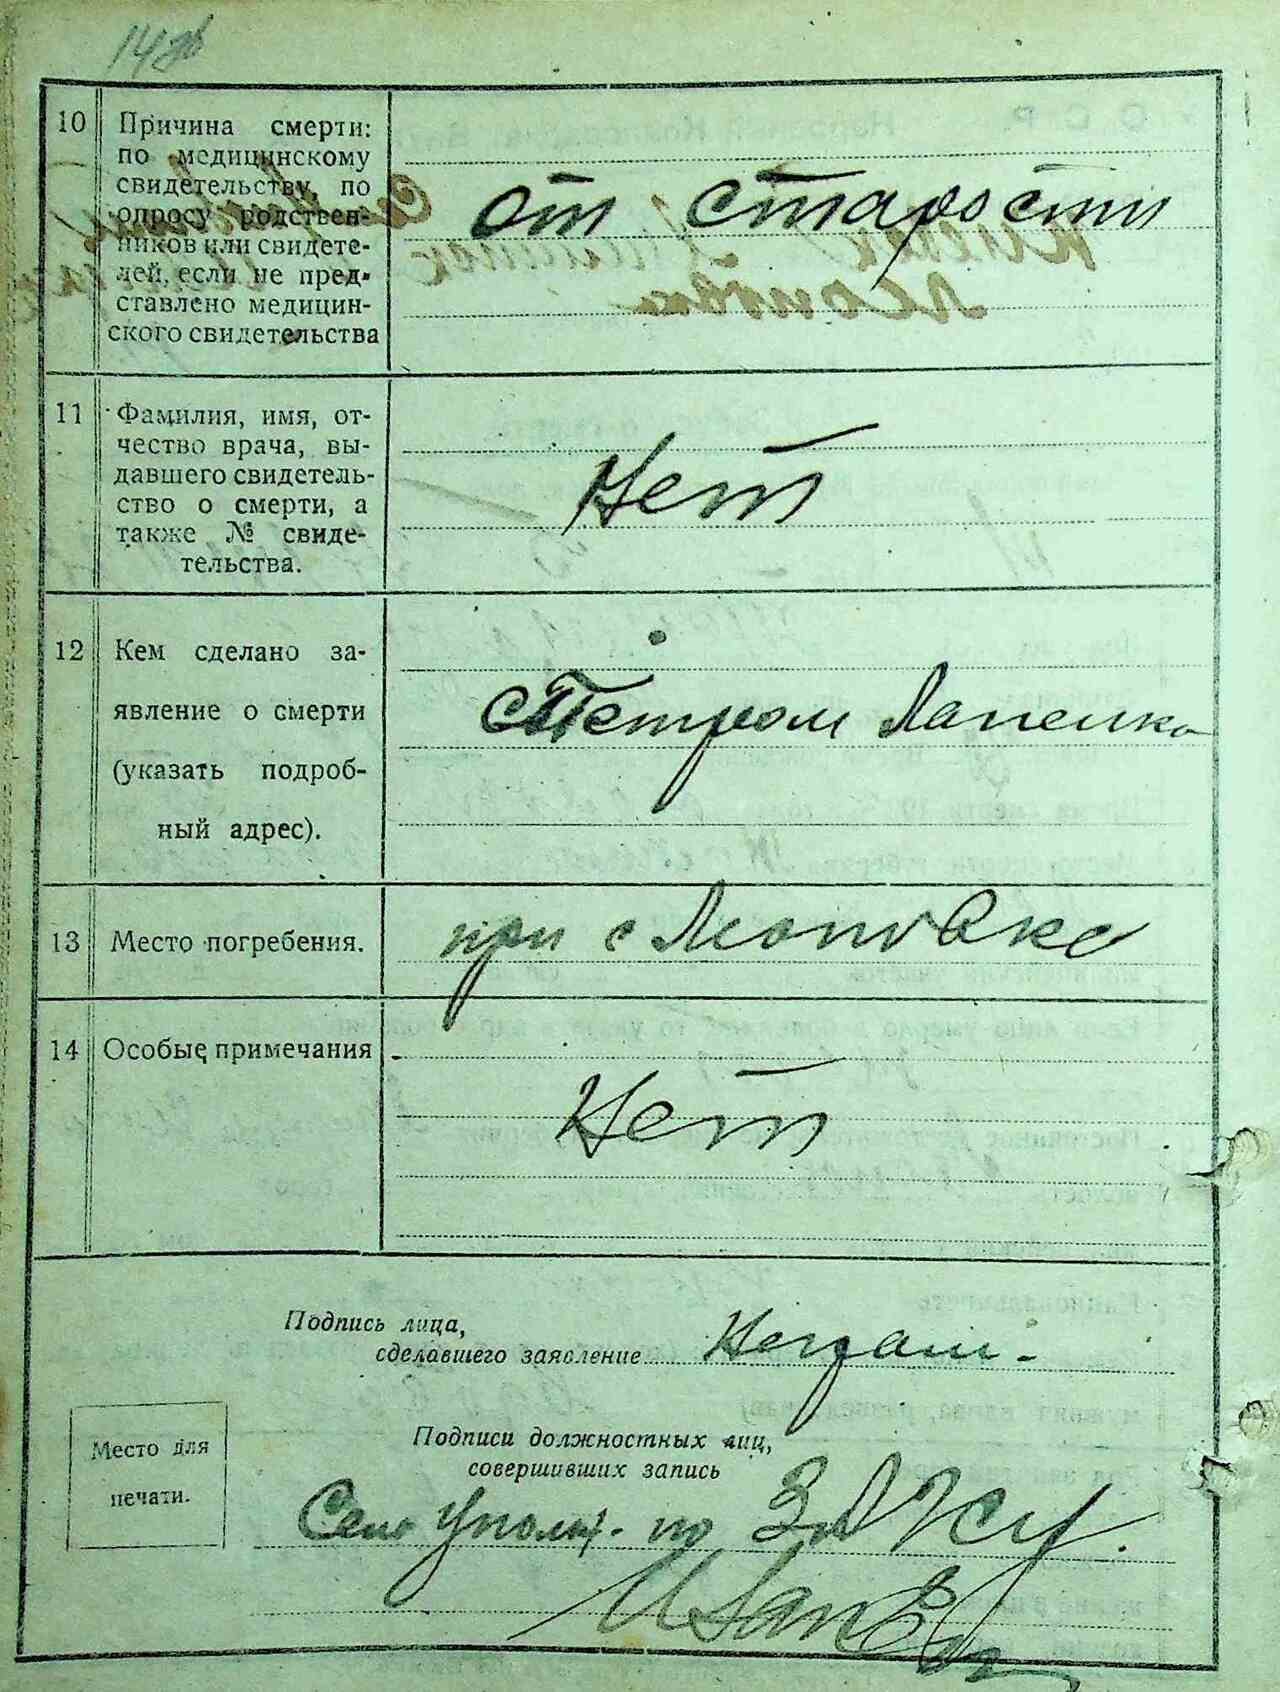 10 Причина смерти:
по медицинскому
свидетельству, по
опросу родствен-
ников или свидете-
лей, если не пред-
ставлено медицин-
ского свидетельства
от старости
11 Фамилия, имя, от-
чество врача, вы-
давшего свидетель-
ство о смерти, а
также № свиде-
тельства.
Нет
12 Кем сделано за-
явление о смерти
(указать подроб-
ный адрес).
Петром Лапенко
13 Место погребения.
при с
14 Особые примечания
Нет
Подпись лица,
сделавшего заявление Неграм.
Подписи должностных лиц,
совершивших запись
Место для
печати.
Село Уполн. по ЗАГСу.